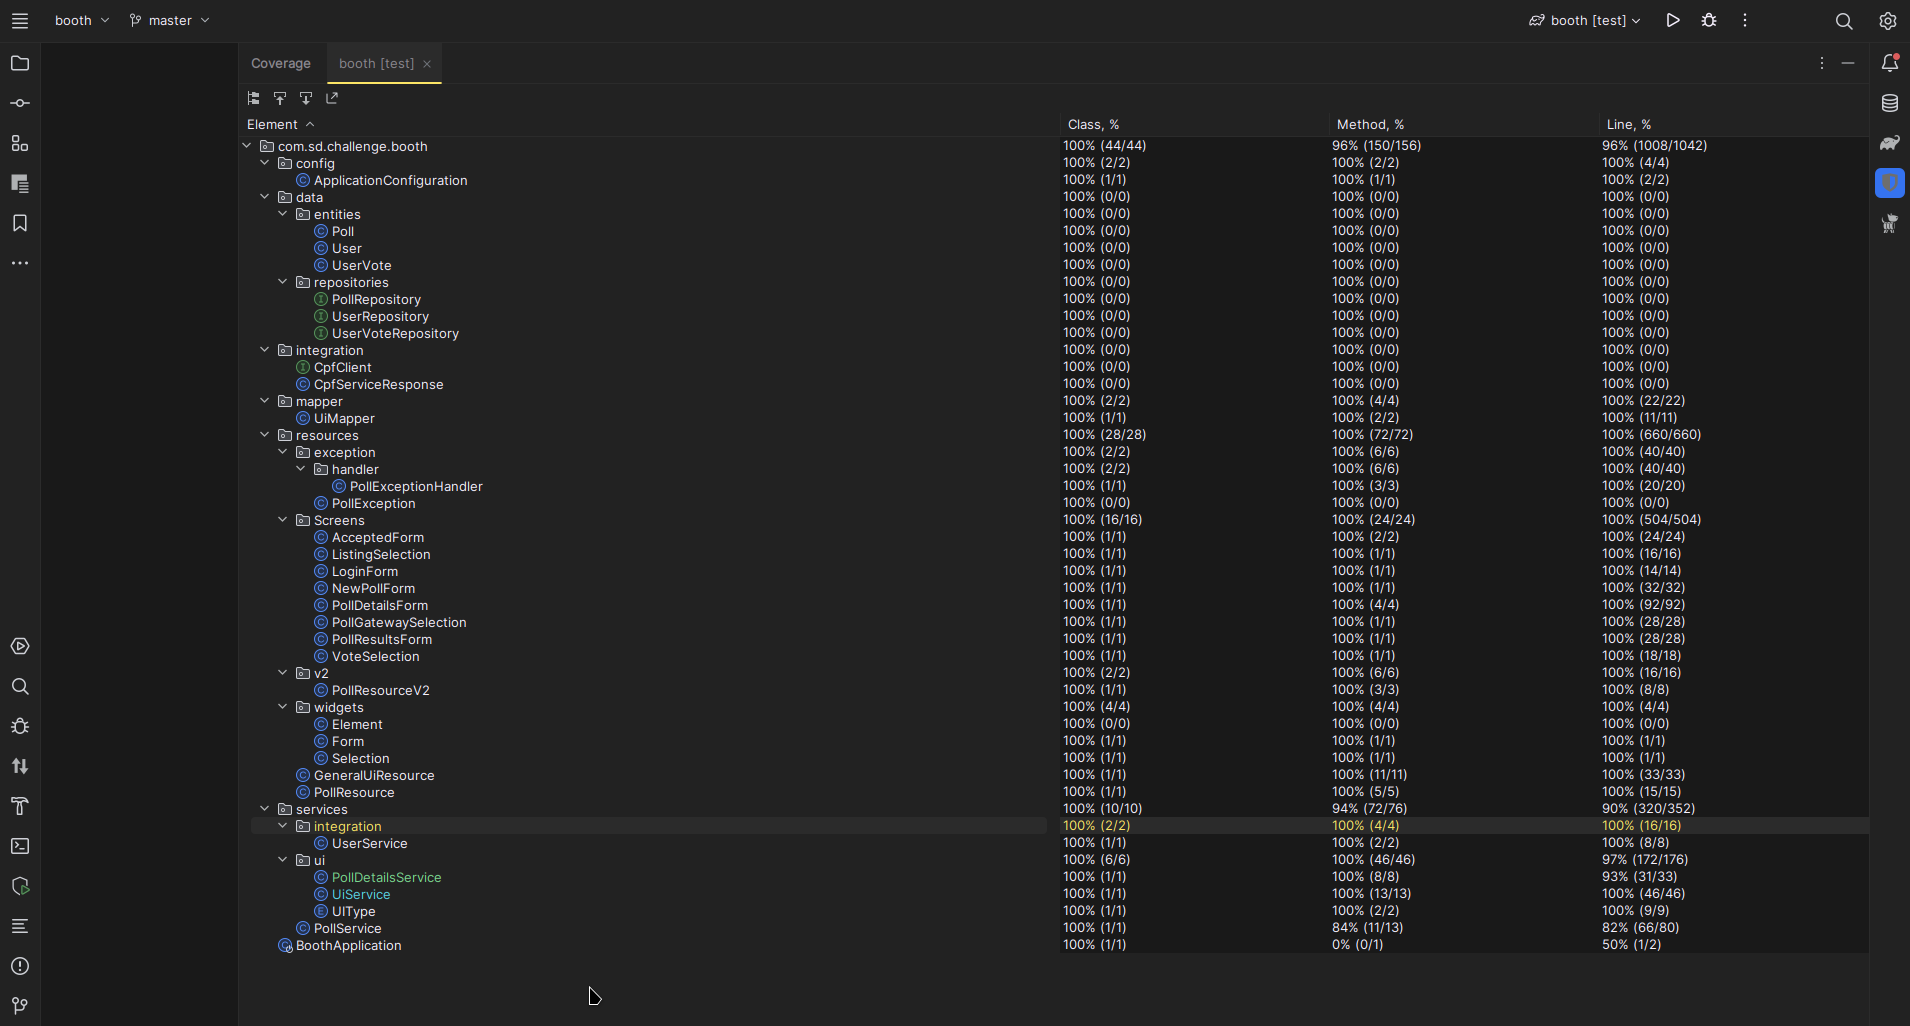 booth master booth [test]
Coverage booth [test]
Element Class, % Method, % Line, %
com.sd.challenge.booth 100% (44/44) 96% (150/156) 96% (1008/1042)
config 100% (2/2) 100% (2/2) 100% (4/4)
ApplicationConfiguration 100% (1/1) 100% (1/1) 100% (2/2)
data 100% (0/0) 100% (0/0) 100% (0/0)
entities 100% (0/0) 100% (0/0) 100% (0/0)
Poll 100% (0/0) 100% (0/0) 100% (0/0)
User 100% (0/0) 100% (0/0) 100% (0/0)
UserVote 100% (0/0) 100% (0/0) 100% (0/0)
repositories 100% (0/0) 100% (0/0) 100% (0/0)
PollRepository 100% (0/0) 100% (0/0) 100% (0/0)
UserRepository 100% (0/0) 100% (0/0) 100% (0/0)
UserVoteRepository 100% (0/0) 100% (0/0) 100% (0/0)
integration 100% (0/0) 100% (0/0) 100% (0/0)
CpfClient 100% (0/0) 100% (0/0) 100% (0/0)
CpfServiceResponse 100% (0/0) 100% (0/0) 100% (0/0)
mapper 100% (2/2) 100% (4/4) 100% (22/22)
UiMapper 100% (1/1) 100% (2/2) 100% (11/11)
resources 100% (28/28) 100% (72/72) 100% (660/660)
exception 100% (2/2) 100% (6/6) 100% (40/40)
handler 100% (2/2) 100% (6/6) 100% (40/40)
PollExceptionHandler 100% (1/1) 100% (3/3) 100% (20/20)
PollException 100% (0/0) 100% (0/0) 100% (0/0)
Screens 100% (16/16) 100% (24/24) 100% (504/504)
AcceptedForm 100% (1/1) 100% (2/2) 100% (24/24)
ListingSelection 100% (1/1) 100% (1/1) 100% (16/16)
LoginForm 100% (1/1) 100% (1/1) 100% (14/14)
NewPollForm 100% (1/1) 100% (1/1) 100% (32/32)
PollDetailsForm 100% (1/1) 100% (4/4) 100% (92/92)
PollGatewaySelection 100% (1/1) 100% (1/1) 100% (28/28)
PollResultsForm 100% (1/1) 100% (1/1) 100% (28/28)
VoteSelection 100% (1/1) 100% (1/1) 100% (18/18)
v2 100% (2/2) 100% (6/6) 100% (16/16)
PollResourceV2 100% (1/1) 100% (3/3) 100% (8/8)
widgets 100% (4/4) 100% (4/4) 100% (4/4)
Element 100% (0/0) 100% (0/0) 100% (0/0)
Form 100% (1/1) 100% (1/1) 100% (1/1)
Selection 100% (1/1) 100% (1/1) 100% (1/1)
GeneralUiResource 100% (1/1) 100% (11/11) 100% (33/33)
PollResource 100% (1/1) 100% (5/5) 100% (15/15)
services 100% (10/10) 94% (72/76) 90% (320/352)
integration 100% (2/2) 100% (4/4) 100% (16/16)
UserService 100% (1/1) 100% (2/2) 100% (8/8)
ui 100% (6/6) 100% (46/46) 97% (172/176)
PollDetailsService 100% (1/1) 100% (8/8) 93% (31/33)
UiService 100% (1/1) 100% (13/13) 100% (46/46)
UIType 100% (1/1) 100% (2/2) 100% (9/9)
PollService 100% (1/1) 84% (11/13) 82% (66/80)
BoothApplication 100% (1/1) 0% (0/1) 50% (1/2)